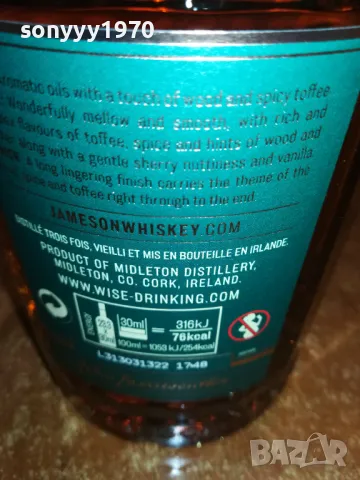 sonyyy1970
aromatic oils with a touch of wood and spicy toffee
Wonderfully mellow and smooth, with rich and
flavours of toffee, spice and hints of wood and
along with a gentle sherry nuttiness and vanilla.
A long lingering finish carries the theme of the
spice and toffee right through to the end.
JAMESONWHISKEY.COM
DISTILLÉ TROIS FOIS, VIEILLI ET MIS EN BOUTEILLE EN IRLANDE.
PRODUCT OF MIDLETON DISTILLERY,
MIDLETON, CO. CORK, IRELAND.
WWW.WISE-DRINKING.COM
ENERGY
30ml = 316kJ
76kcal
100ml=1053 kJ/254kcal
L313031322 17:48
BAZAR